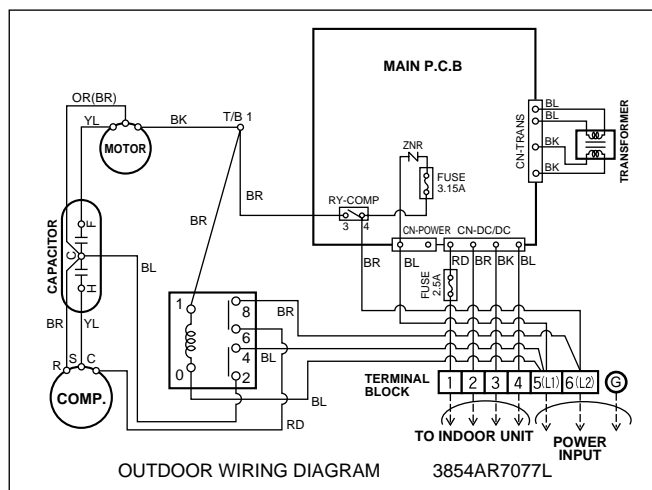 MAIN P.C.B
OR(BR)
YL
BK
T/B 1
MOTOR
ZNR
FUSE
3.15A
CN-TRANS
BL
BL
BK
BK
TRANSFORMER
BR
BR
RY-COMP
3 4
CN-POWER
CN-DC/DC
CAPACITOR
F
C
H
BL
BR
BL
RD
BR
BK
BL
FUSE
2.5A
BR
YL
1
8
6
4
2
0
BR
BL
R S C
COMP.
BL
RD
TERMINAL
BLOCK
1 2 3 4 5(L1) 6(L2) G
TO INDOOR UNIT
POWER
INPUT
OUTDOOR WIRING DIAGRAM 3854AR7077L